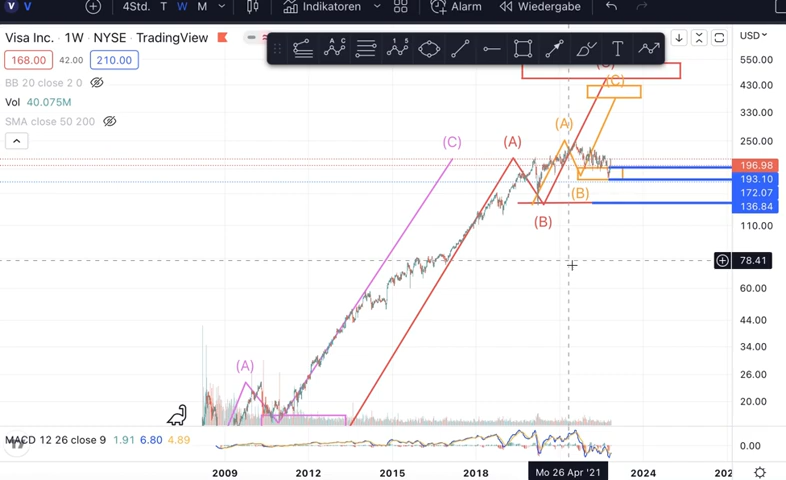 V V 4Std. T W M Indikatoren Alarm Wiedergabe
Visa Inc. · 1W · NYSE · TradingView
168.00 42.00 210.00
BB 20 close 2 0
Vol 40.075M
SMA close 50 200
A C
B
1 5
T
USD
550.00
430.00
330.00
250.00
196.98
193.10
172.07
136.84
110.00
78.41
60.00
44.00
34.00
26.00
20.00
0.00
(C)
(A)
(A)
(C)
(A)
(B)
(B)
(A)
MACD 12 26 close 9 1.91 6.80 4.89
2009 2012 2015 2018 Mo 26 Apr '21 2024